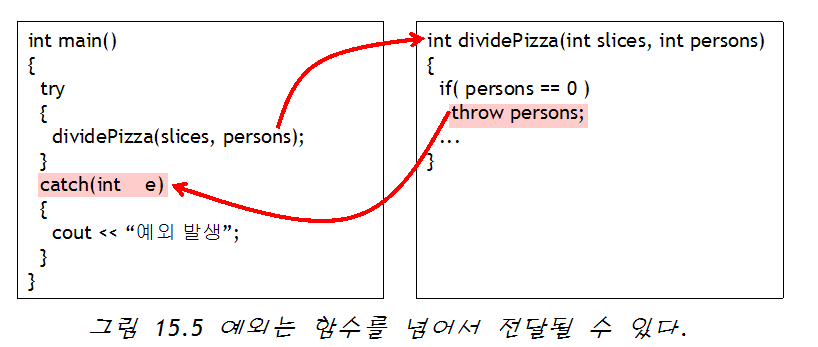 int main()
{
try
{
dividePizza(slices, persons);
}
catch(int e)
{
cout << “예외 발생”;
}
}
int dividePizza(int slices, int persons)
{
if( persons == 0 )
throw persons;
...
}
그림 15.5 예외는 함수를 넘어서 전달될 수 있다.